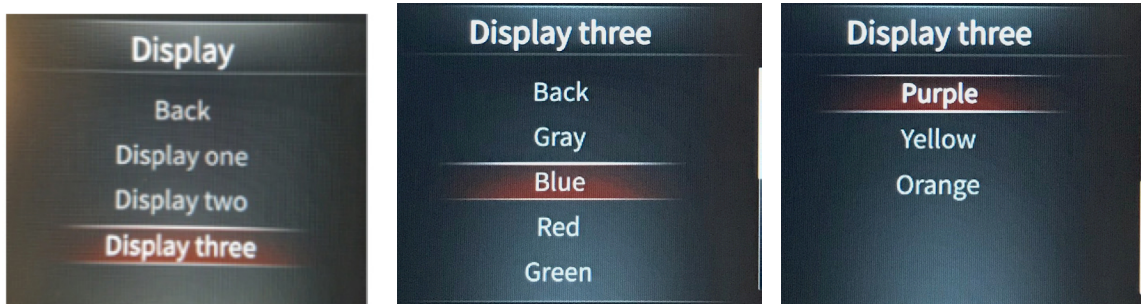 Display
Back
Display one
Display two
Display three
Display three
Back
Gray
Blue
Red
Green
Display three
Purple
Yellow
Orange